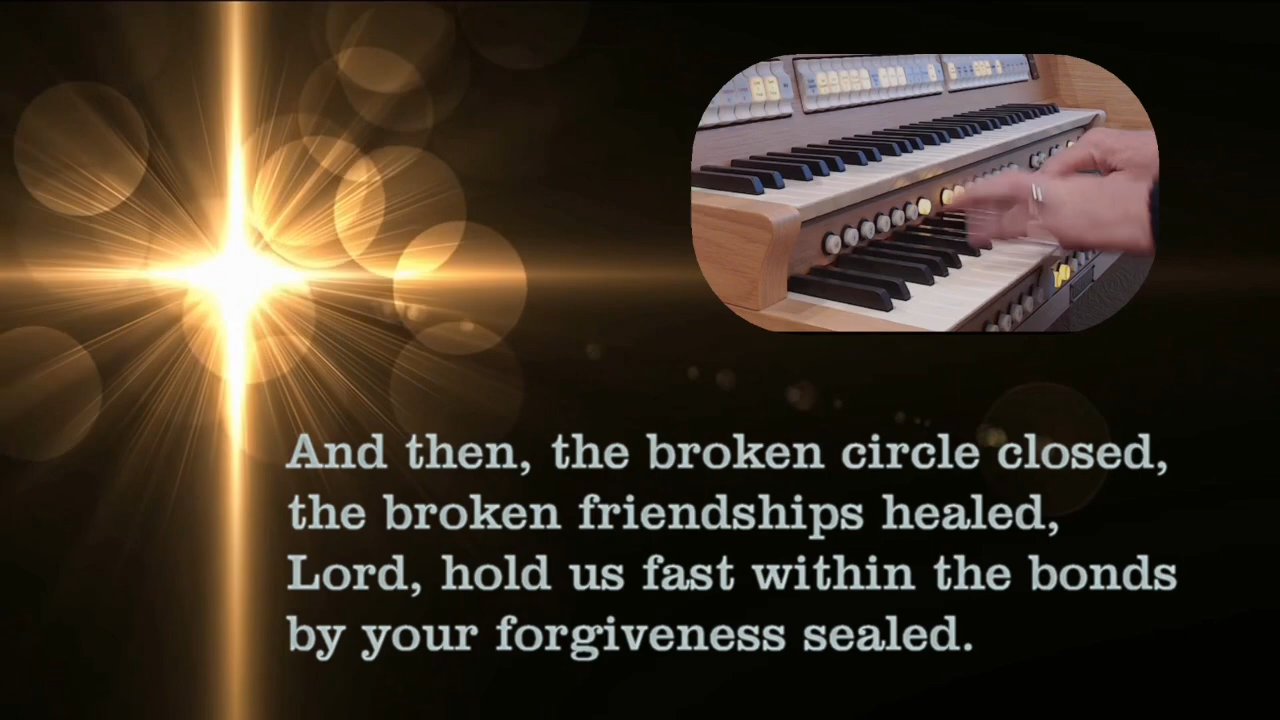 And then, the broken circle closed,
the broken friendships healed,
Lord, hold us fast within the bonds
by your forgiveness sealed.